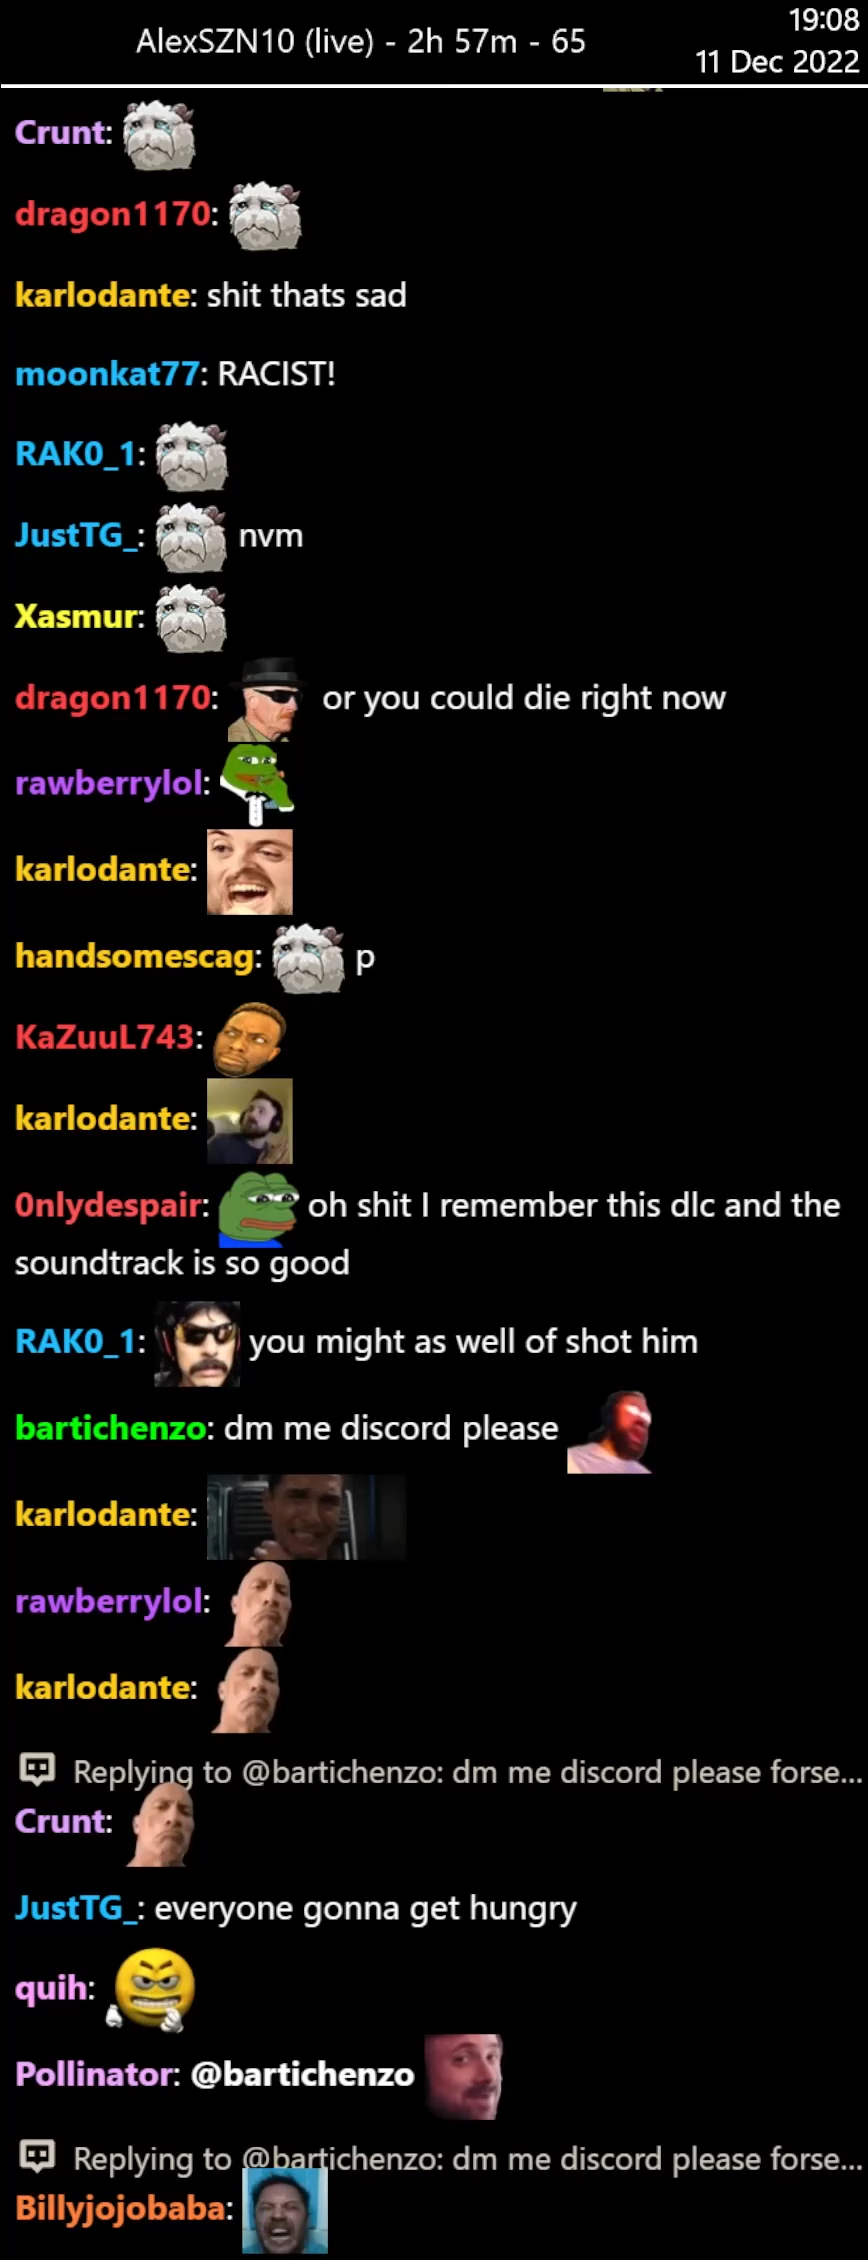 AlexSZN10 (live) - 2h 57m - 65
19:08
11 Dec 2022
Crunt:
dragon1170:
karlodante: shit thats sad
moonkat77: RACIST!
RAK0_1:
JustTG_: nvm
Xasmur:
dragon1170: or you could die right now
rawberrylol:
karlodante:
handsomescag: p
KaZuuL743:
karlodante:
0nlydespair: oh shit I remember this dlc and the
soundtrack is so good
RAK0_1: you might as well of shot him
bartichenzo: dm me discord please
karlodante:
rawberrylol:
karlodante:
Replying to @bartichenzo: dm me discord please forse...
Crunt:
JustTG_: everyone gonna get hungry
quih:
Pollinator: @bartichenzo
Replying to @bartichenzo: dm me discord please forse...
Billyjojobaba: